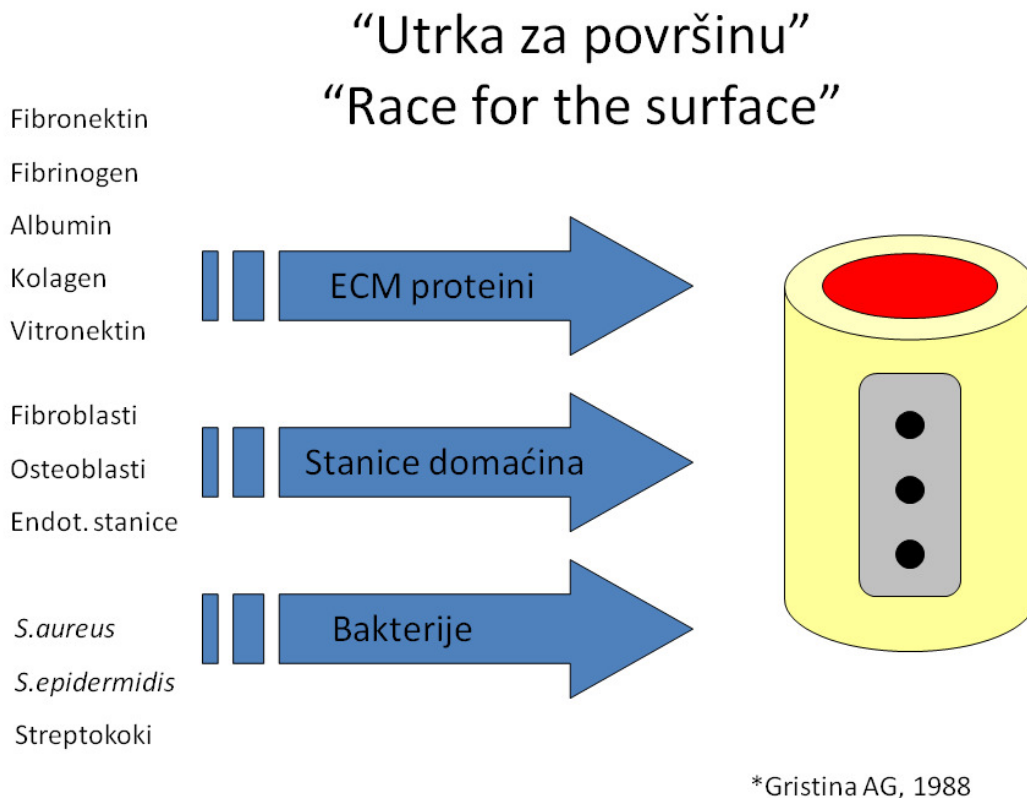 “Utrka za površinu”
“Race for the surface”
Fibronektin
Fibrinogen
Albumin
Kolagen
Vitronektin
ECM proteini
Fibroblasti
Osteoblasti
Endot. stanice
Stanice domaćina
S.aureus
S.epidermidis
Streptokoki
Bakterije
*Gristina AG, 1988